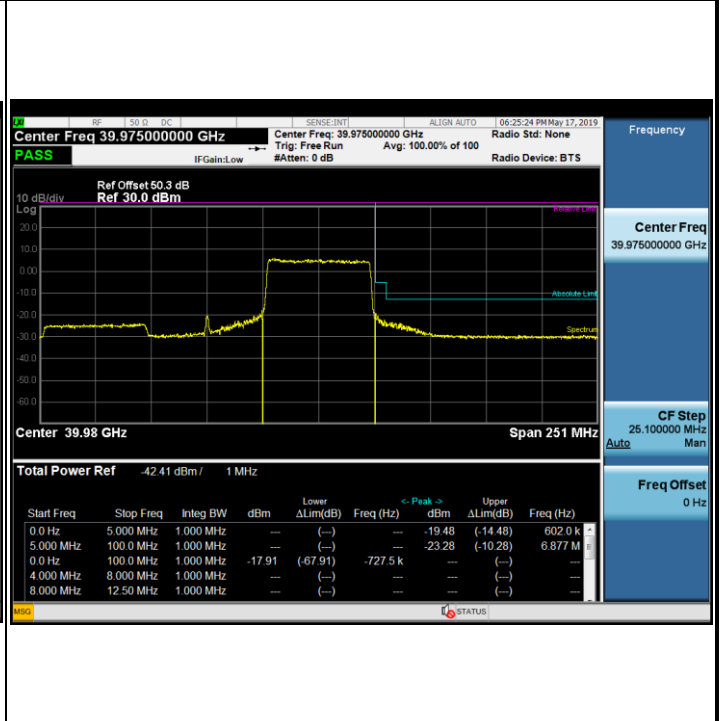 LXI RF 50 Ω DC SENSE:INT ALIGN AUTO 06:25:24 PM May 17, 2019
Center Freq 39.975000000 GHz
Center Freq: 39.975000000 GHz Radio Std: None
Trig: Free Run Avg: 100.00% of 100
PASS IFGain:Low #Atten: 0 dB Radio Device: BTS
Frequency
Ref Offset 50.3 dB
10 dB/div Ref 30.0 dBm
Log
Relative Limit
20.0
10.0
0.00
-10.0
Absolute Limit
-20.0
Spectrum
-30.0
-40.0
-50.0
-60.0
Center 39.98 GHz Span 251 MHz
Center Freq
39.975000000 GHz
CF Step
25.100000 MHz
Auto Man
Freq Offset
0 Hz
Total Power Ref -42.41 dBm / 1 MHz
Lower <- Peak -> Upper
Start Freq Stop Freq Integ BW dBm ΔLim(dB) Freq (Hz) dBm ΔLim(dB) Freq (Hz)
0.0 Hz 5.000 MHz 1.000 MHz --- (---) --- -19.48 (-14.48) 602.0 k
5.000 MHz 100.0 MHz 1.000 MHz --- (---) --- -23.28 (-10.28) 6.877 M
0.0 Hz 100.0 MHz 1.000 MHz -17.91 (-67.91) -727.5 k --- (---) ---
4.000 MHz 8.000 MHz 1.000 MHz --- (---) --- --- (---) ---
8.000 MHz 12.50 MHz 1.000 MHz --- (---) --- --- (---) ---
MSG STATUS